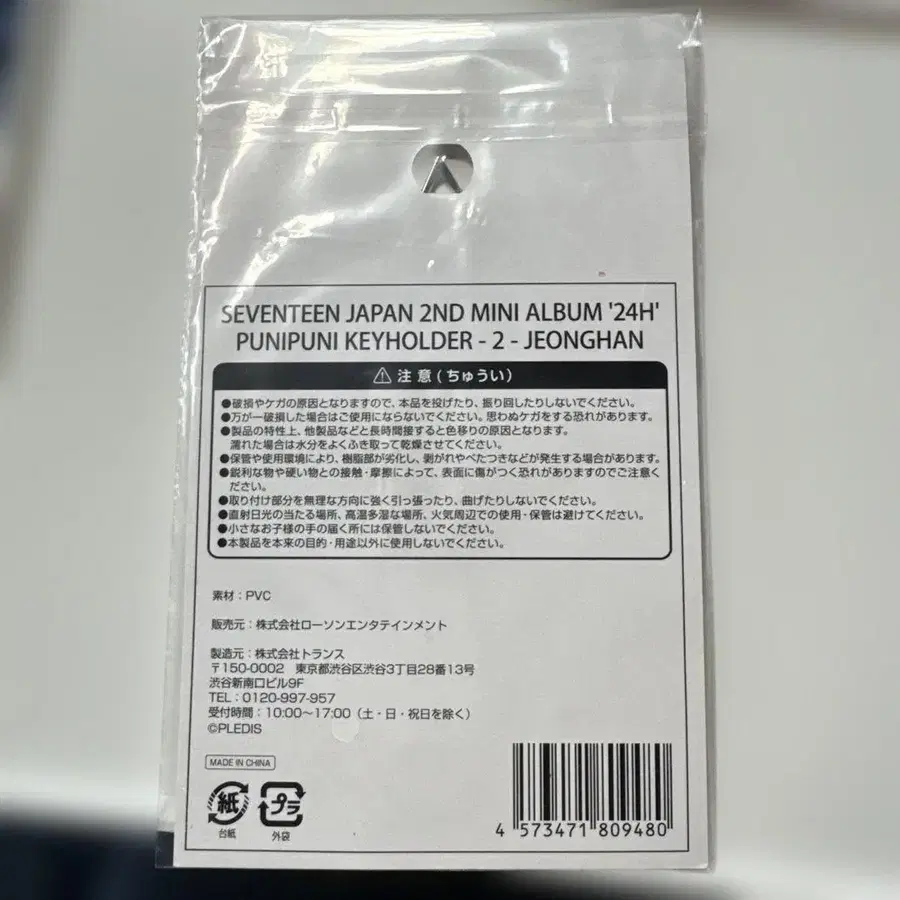 SEVENTEEN JAPAN 2ND MINI ALBUM '24H'
PUNIPUNI KEYHOLDER - 2 - JEONGHAN
⚠ 注意(ちゅうい)
●破損やケガの原因となりますので、本品を投げたり、振り回したりしないでください。
●万が一破損した場合はご使用にならないでください。思わぬケガをする恐れがあります。
●製品の特性上、他製品などと長時間接すると色移りの原因となります。
濡れた場合は水分をよくふき取って乾燥させてください。
●保管や使用環境により、樹脂部が劣化し、剥がれやべたつきなどが発生する場合があります。
●鋭利な物や硬い物との接触・摩擦によって、表面に傷がつく恐れがありますのでご注意く
ださい。
●取り付け部分を無理な方向に強く引っ張ったり、曲げたりしないでください。
●直射日光の当たる場所、高温多湿な場所、火気周辺での使用・保管は避けてください。
●小さなお子様の手の届く所には保管しないでください。
●本製品を本来の目的・用途以外に使用しないでください。
素材：PVC
販売元：株式会社ローソンエンタテインメント
製造元：株式会社トランス
〒150-0002 東京都渋谷区渋谷3丁目28番13号
渋谷新南口ビル9F
TEL：0120-997-957
受付時間：10:00～17:00（土・日・祝日を除く）
©PLEDIS
MADE IN CHINA
紙 プラ
台紙 外袋
4 573471 809480